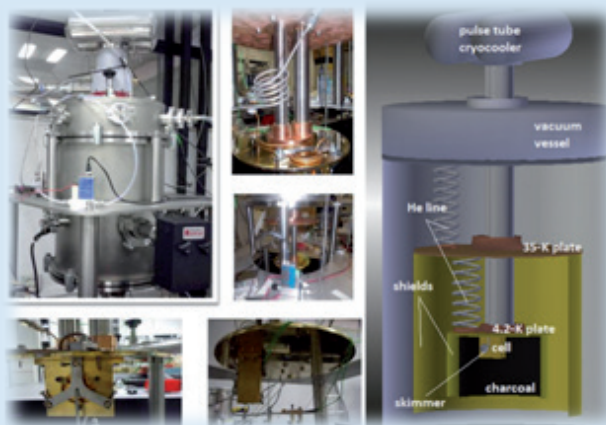 pulse tube
cryocooler
vacuum
vessel
He line
35-K plate
shields
4.2-K plate
cell
charcoal
skimmer